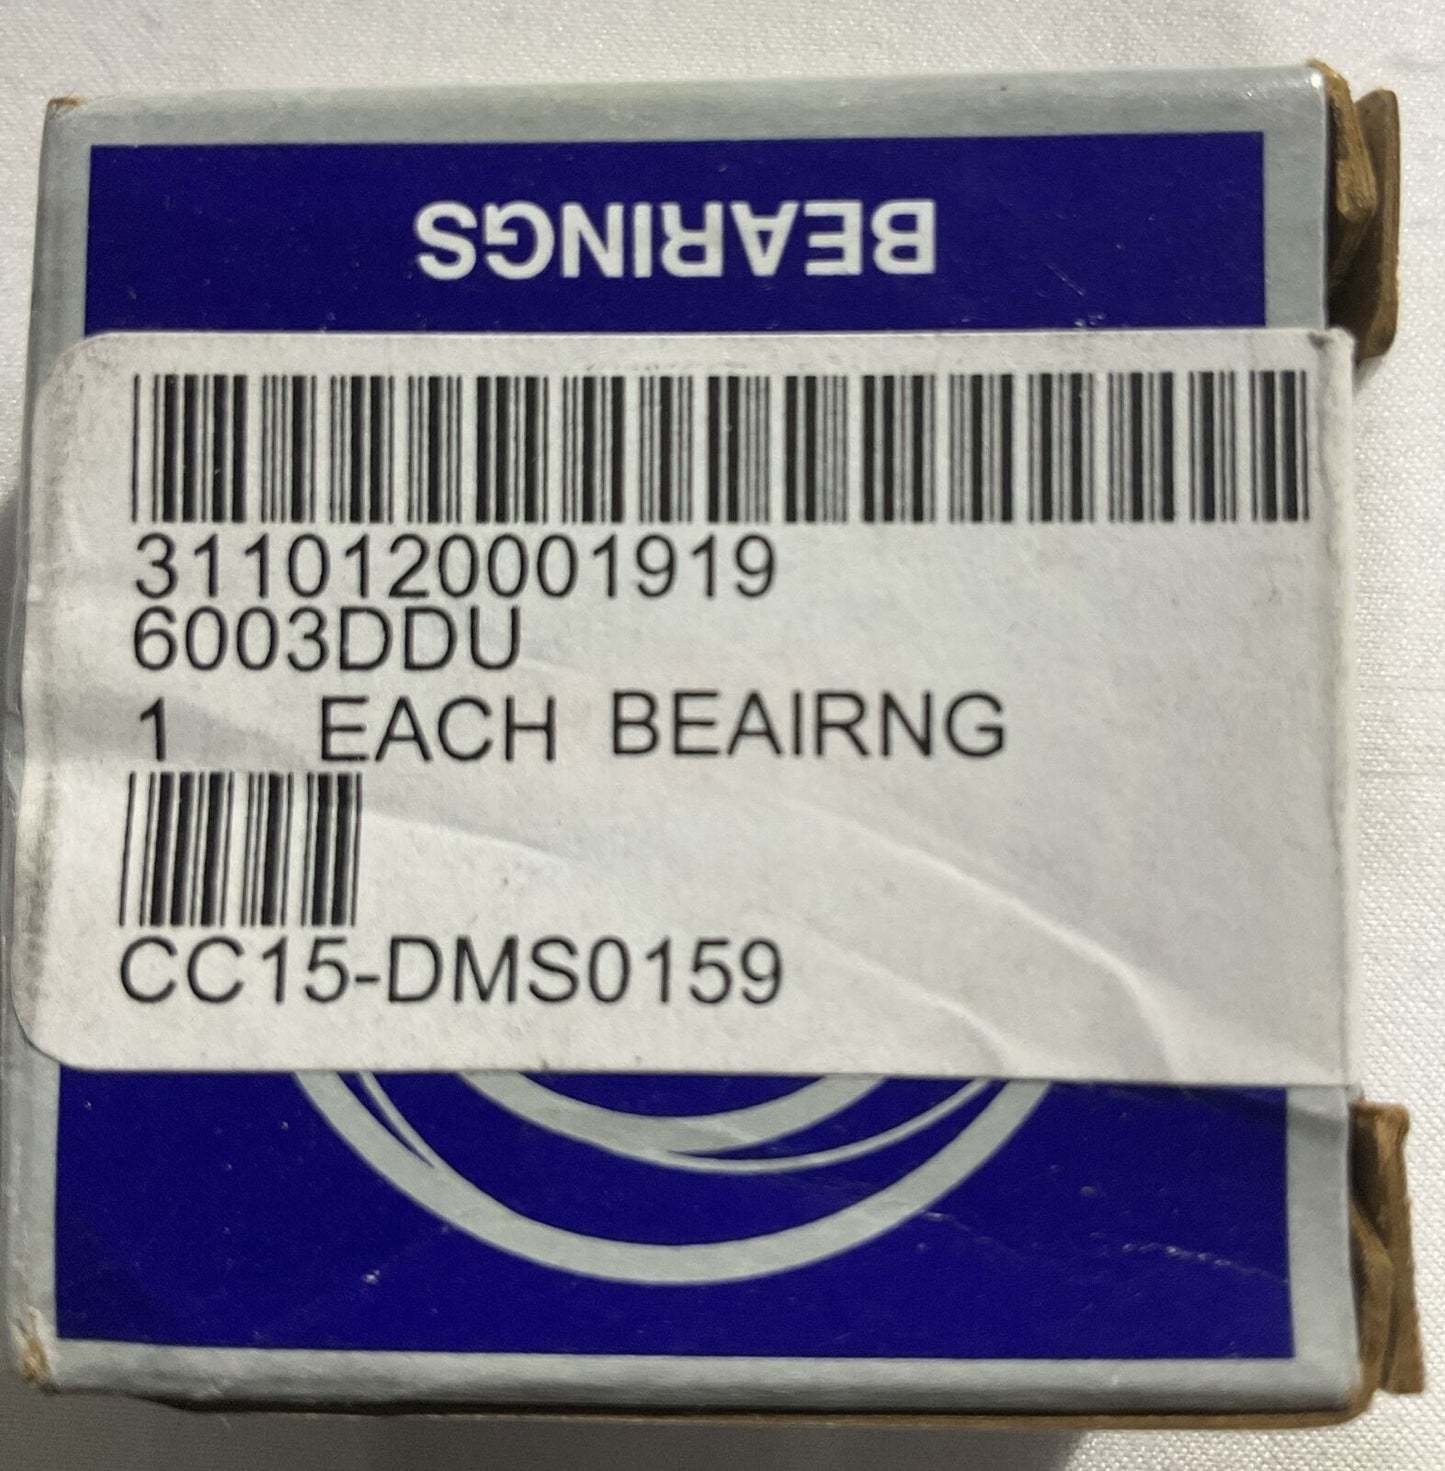 BEARINGS
3110120001919
6003DDU
1 EACH BEAIRNG
CC15-DMS0159